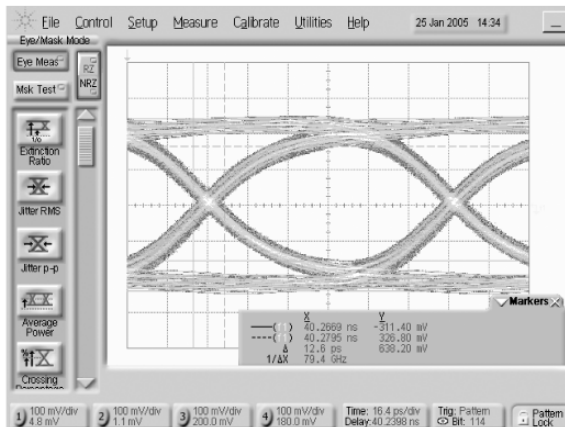 File Control Setup Measure Calibrate Utilities Help 25 Jan 2005 14:34
Eye/Mask Mode
Eye Meas
RZ
NRZ
Msk Test
Extinction
Ratio
Jitter RMS
Jitter p-p
Average
Power
Crossing
Markers
X Y
40.2669 ns -311.40 mV
40.2795 ns 326.80 mV
Δ 12.6 ps 638.20 mV
1/ΔX 79.4 GHz
1 100 mV/div
4.8 mV
2 100 mV/div
1.1 mV
3 100 mV/div
200.0 mV
4 100 mV/div
180.0 mV
Time: 16.4 ps/div
Delay:40.2398 ns
Trig: Pattern
Bit: 114
Pattern
Lock